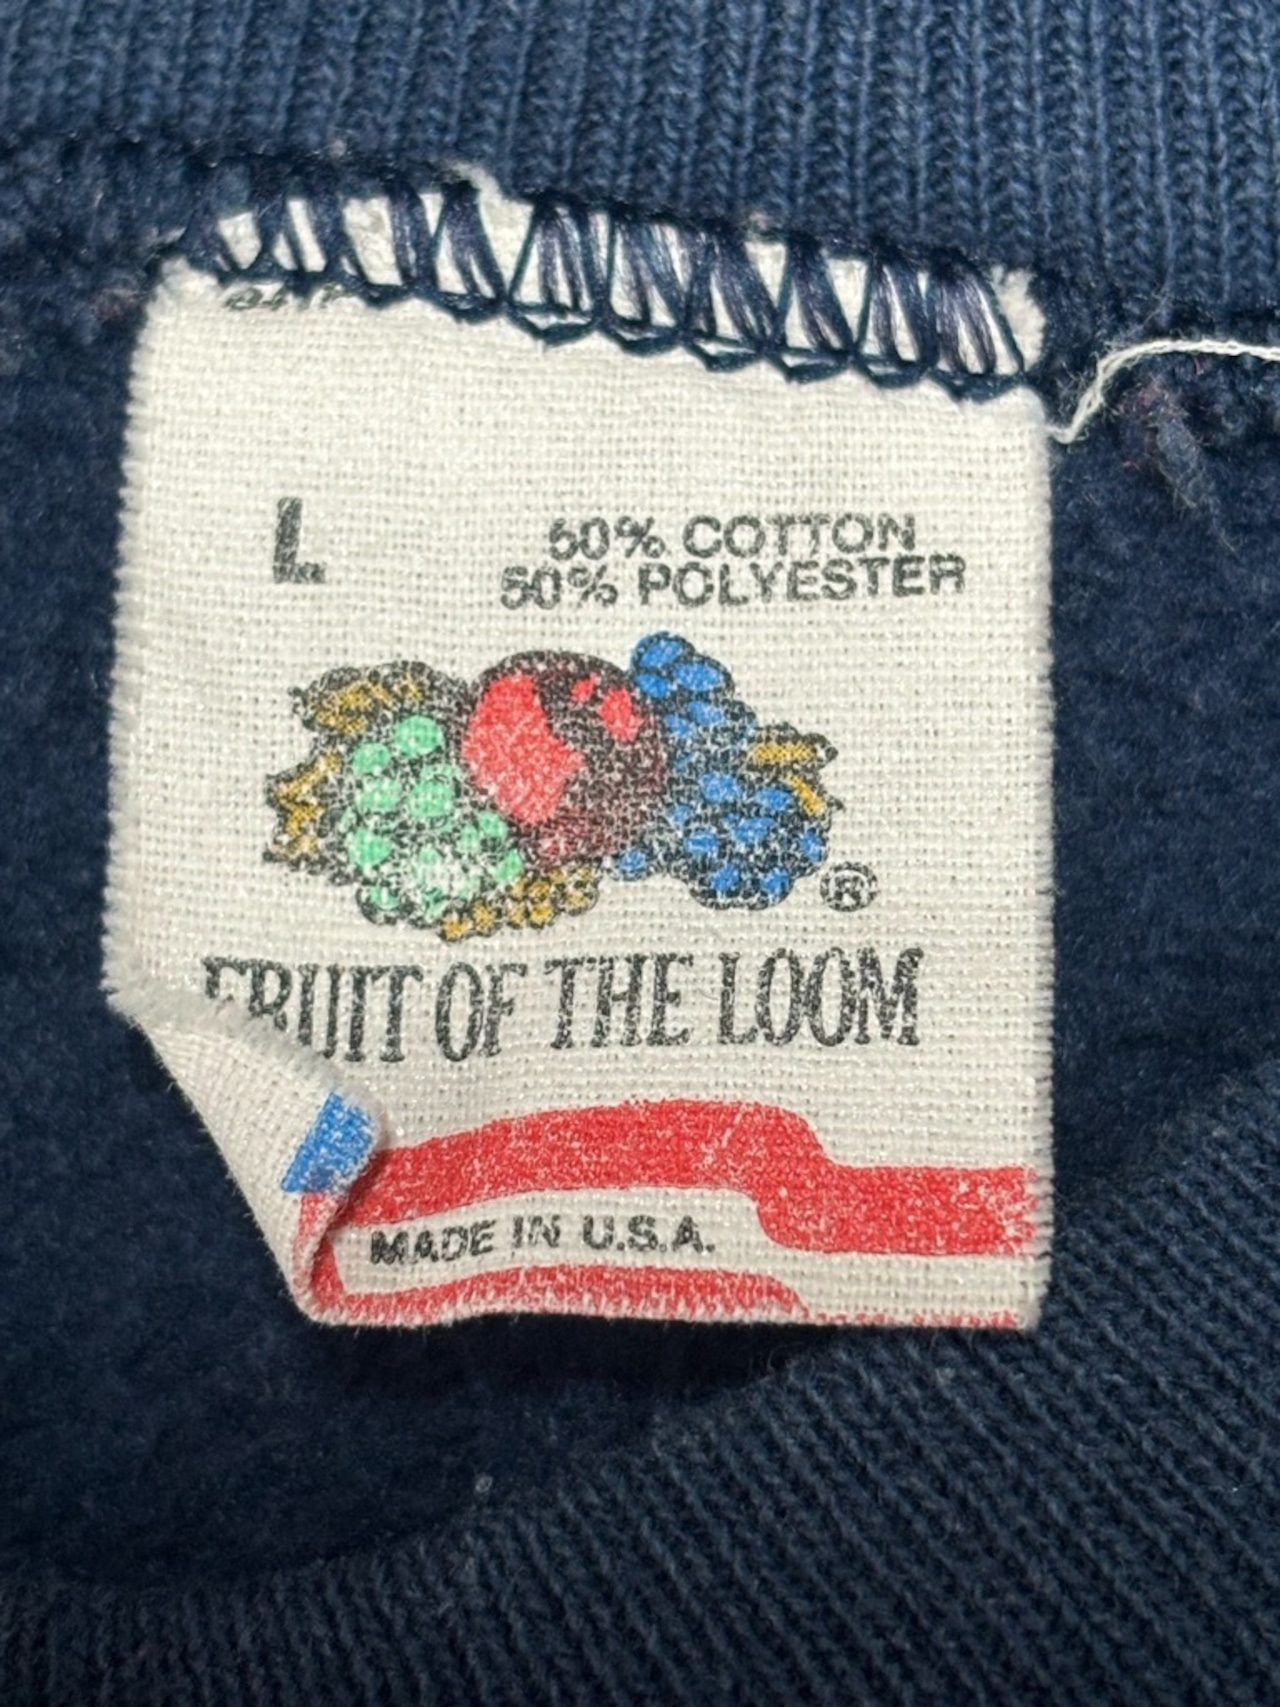 L
50% COTTON
50% POLYESTER
®
FRUIT OF THE LOOM
MADE IN U.S.A.